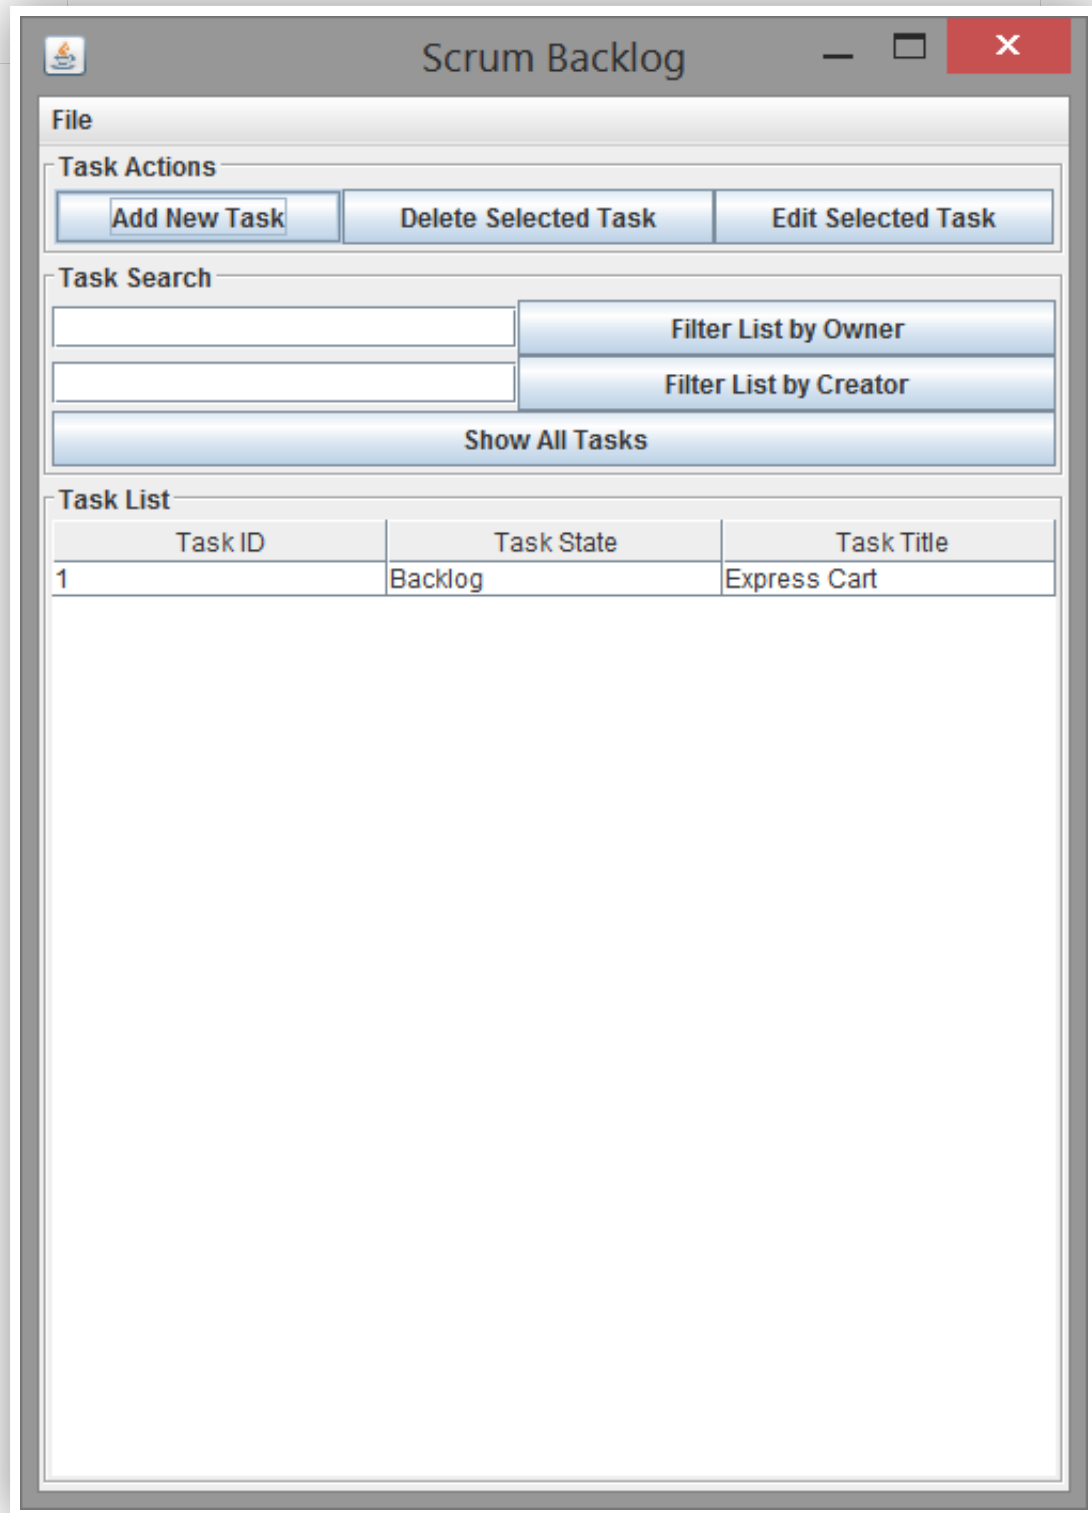 Scrum Backlog
File
Task Actions
Add New Task Delete Selected Task Edit Selected Task
Task Search
Filter List by Owner
Filter List by Creator
Show All Tasks
Task List
Task ID Task State Task Title
1 Backlog Express Cart